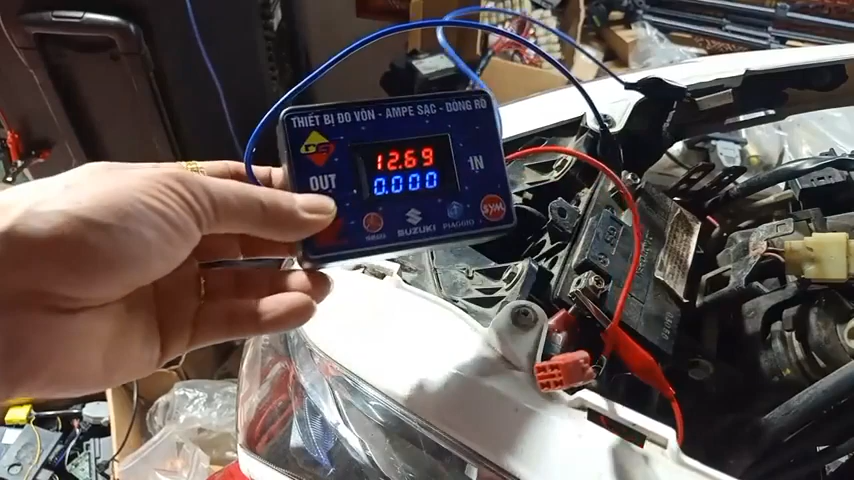 THIẾT BỊ ĐO VÔN - AMPE SẠC - DÒNG RÒ
12.69
0.000
OUT
IN
SUZUKI
PIAGGIO
SYM